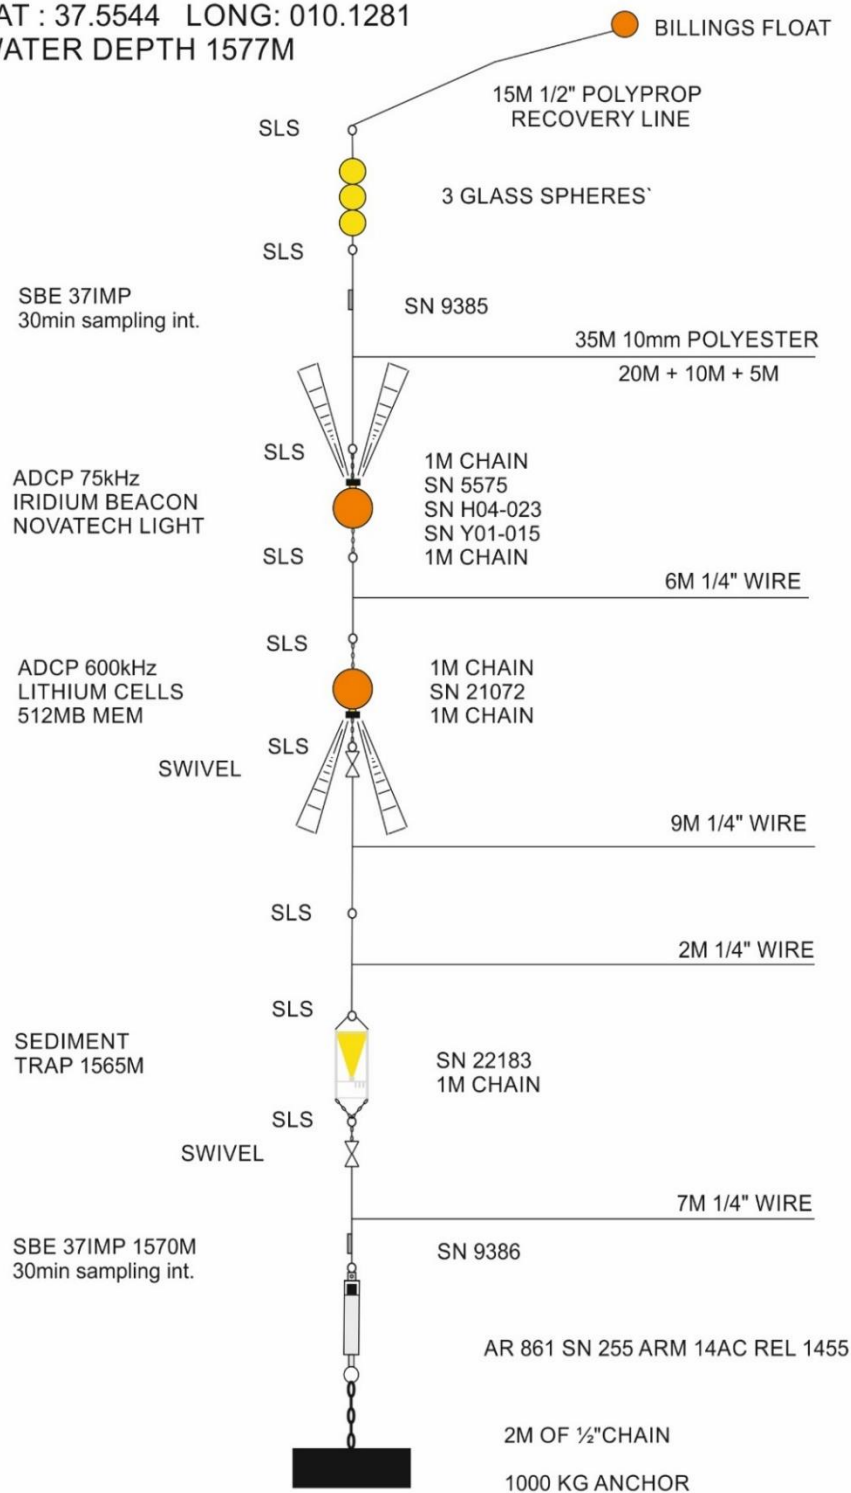 AT : 37.5544 LONG: 010.1281
WATER DEPTH 1577M
BILLINGS FLOAT
15M 1/2" POLYPROP
RECOVERY LINE
SLS
3 GLASS SPHERES`
SLS
SBE 37IMP
30min sampling int.
SN 9385
35M 10mm POLYESTER
20M + 10M + 5M
SLS
ADCP 75kHz
IRIDIUM BEACON
NOVATECH LIGHT
1M CHAIN
SN 5575
SN H04-023
SN Y01-015
1M CHAIN
SLS
6M 1/4" WIRE
SLS
ADCP 600kHz
LITHIUM CELLS
512MB MEM
1M CHAIN
SN 21072
1M CHAIN
SLS
SWIVEL
9M 1/4" WIRE
SLS
2M 1/4" WIRE
SLS
SEDIMENT
TRAP 1565M
SN 22183
1M CHAIN
SLS
SWIVEL
7M 1/4" WIRE
SBE 37IMP 1570M
30min sampling int.
SN 9386
AR 861 SN 255 ARM 14AC REL 1455
2M OF ½"CHAIN
1000 KG ANCHOR